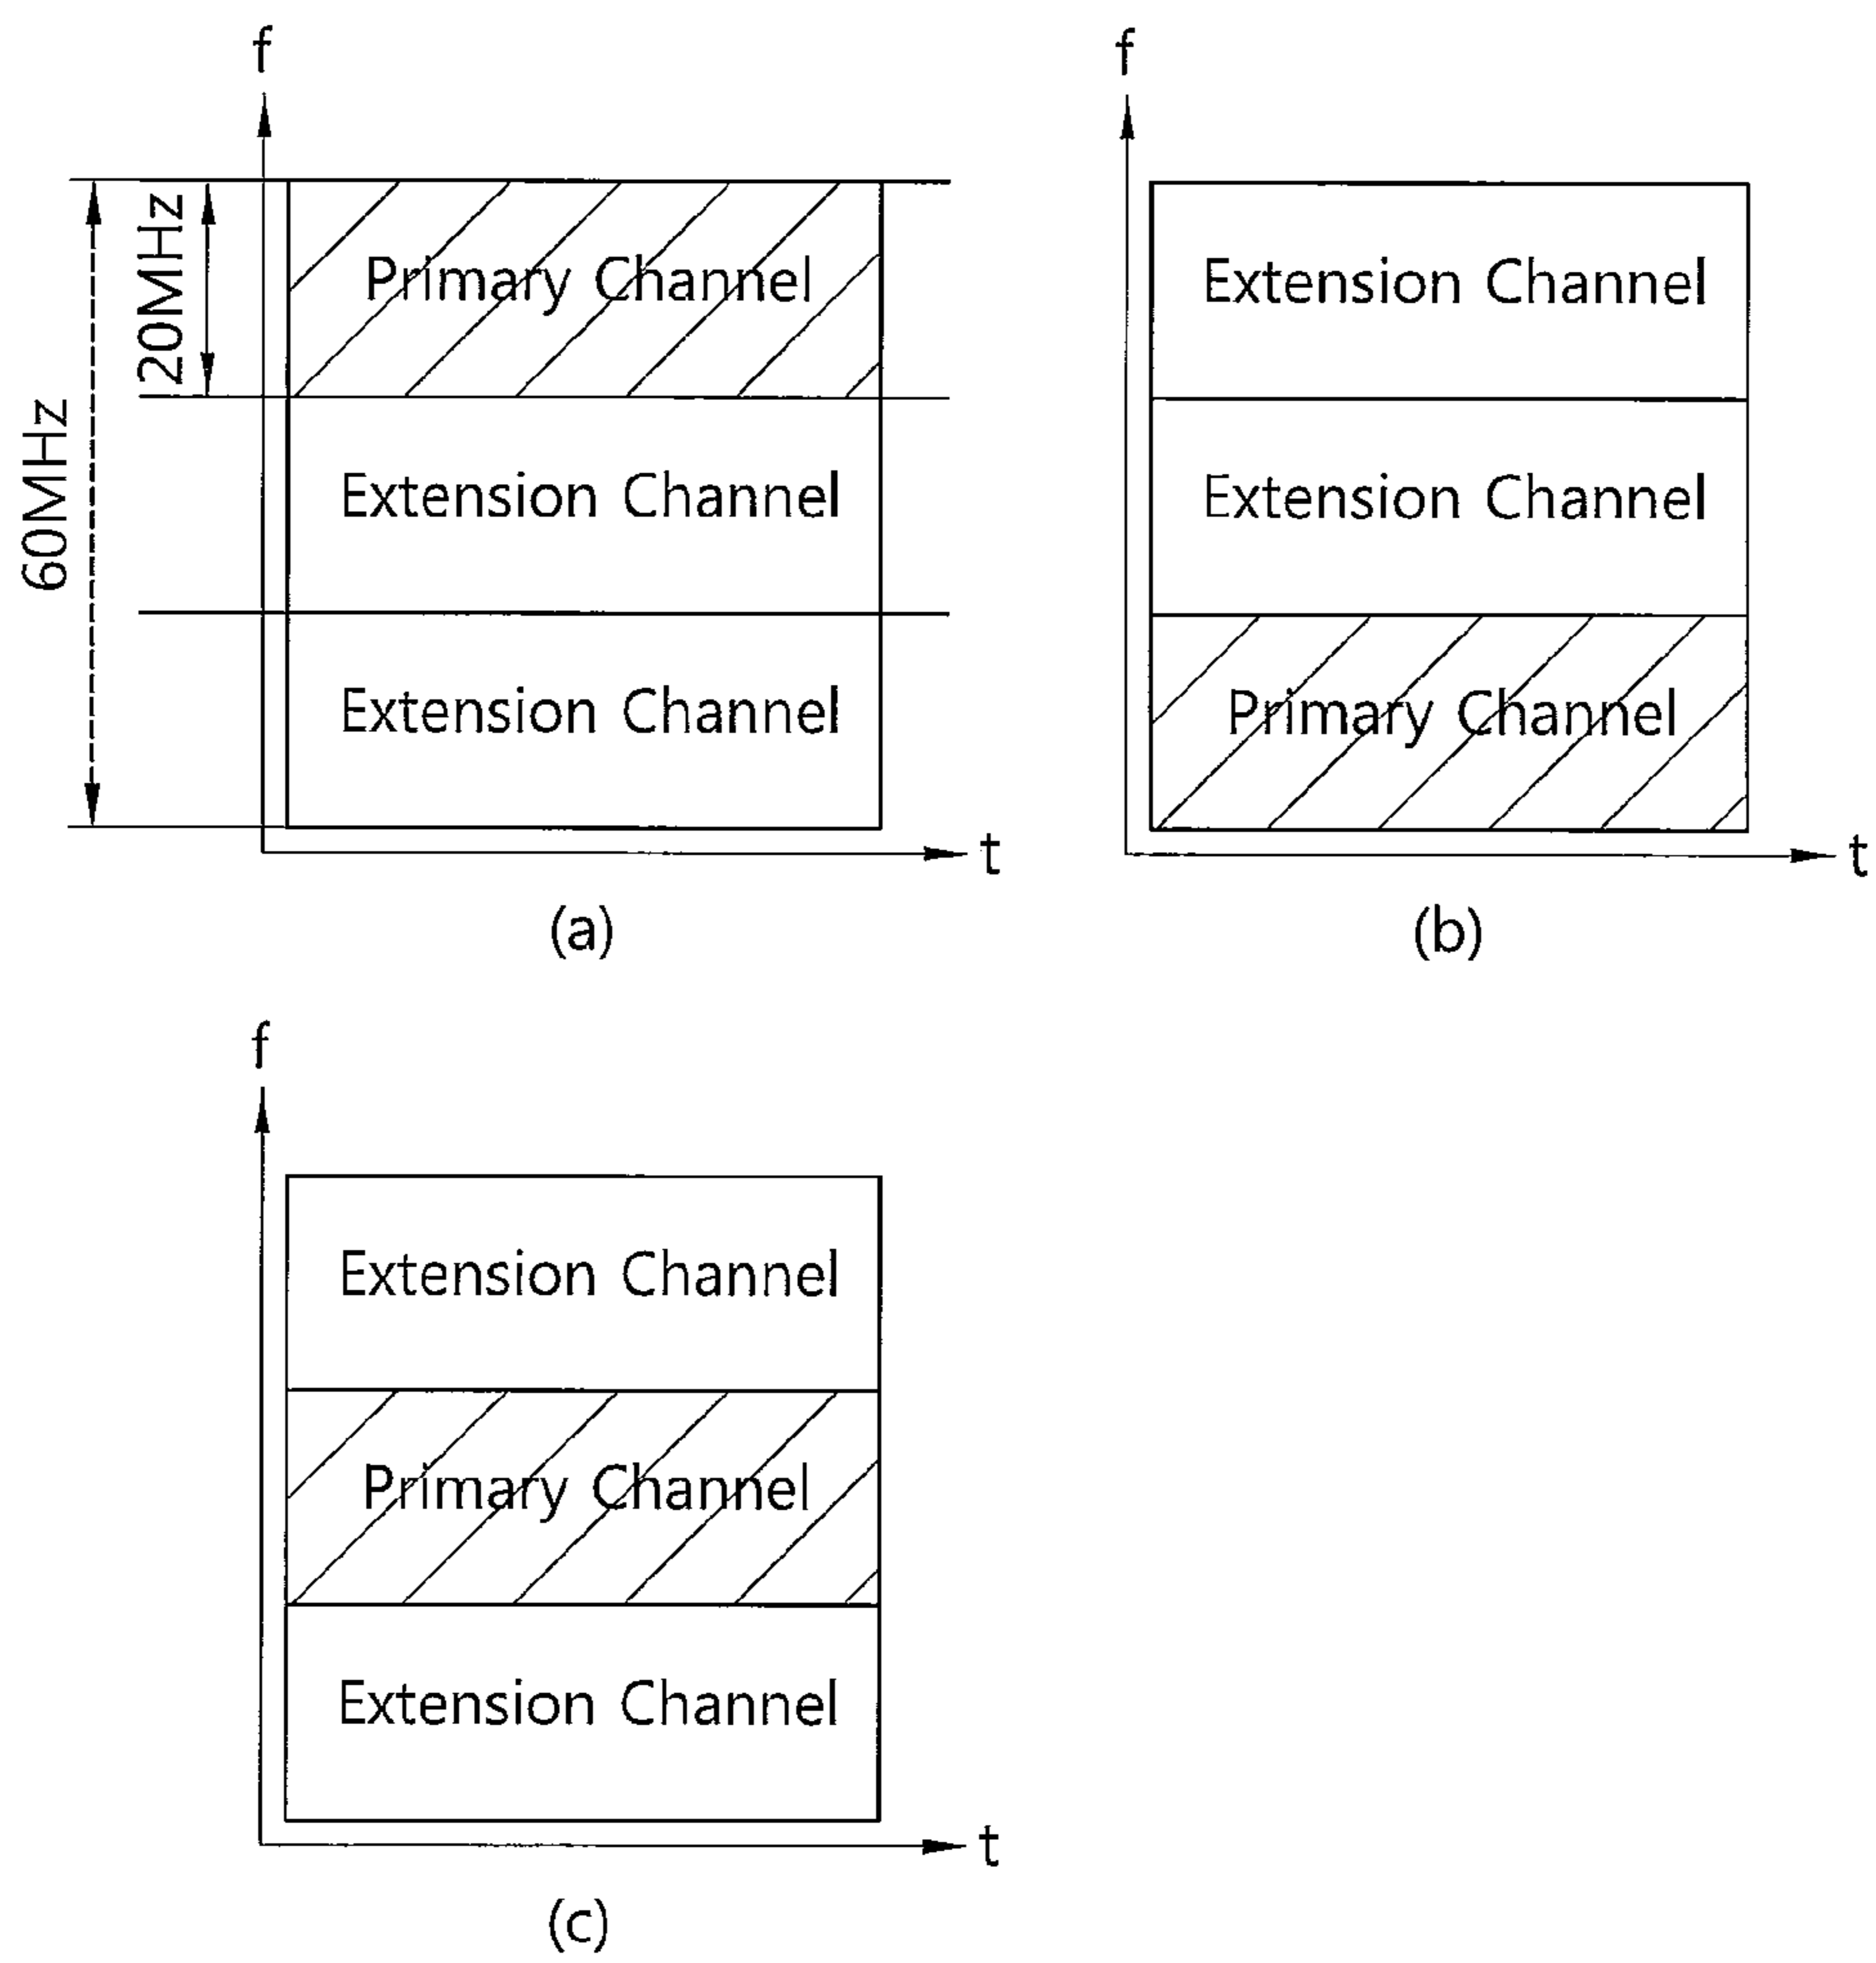 f
20MHz
60MHz
Primary Channel
Extension Channel
Extension Channel
t
(a)
f
Extension Channel
Extension Channel
Primary Channel
t
(b)
f
Extension Channel
Primary Channel
Extension Channel
t
(c)